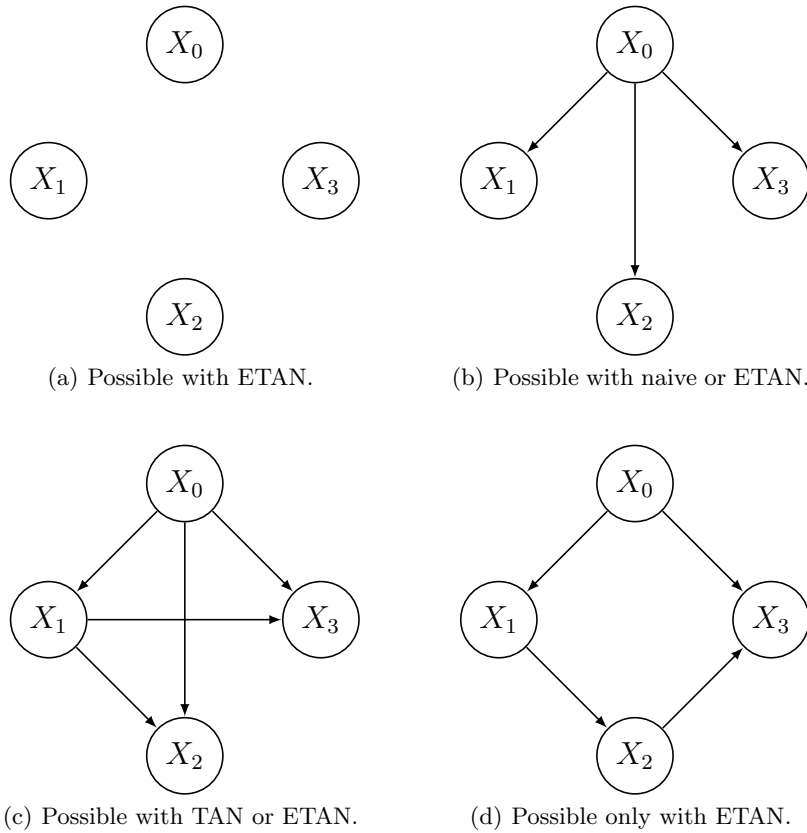 X₀
X₁
X₃
X₂
(a) Possible with ETAN.
X₀
X₁
X₃
X₂
(b) Possible with naive or ETAN.
X₀
X₁
X₃
X₂
(c) Possible with TAN or ETAN.
X₀
X₁
X₃
X₂
(d) Possible only with ETAN.